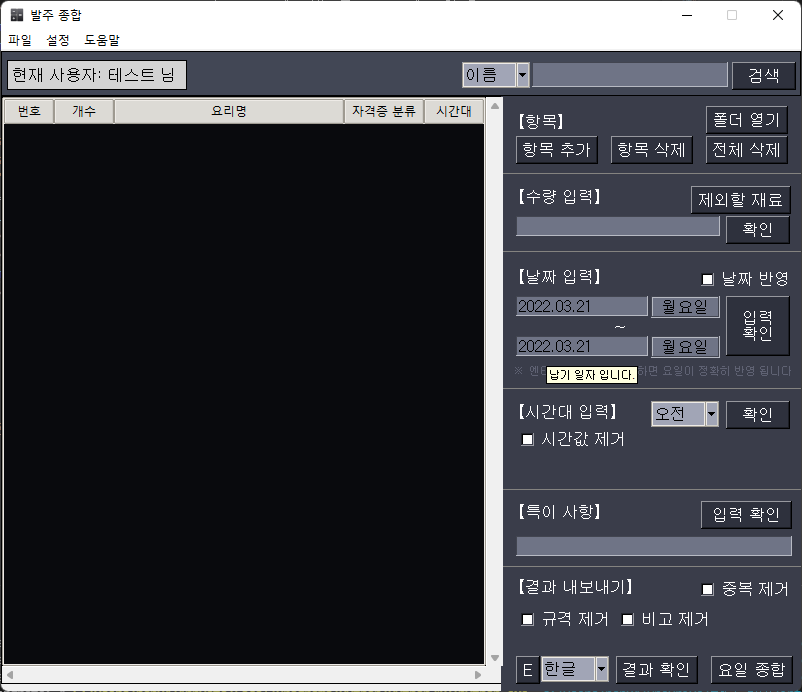 발주 종합
파일 설정 도움말
현재 사용자: 테스트 님
이름
검색
번호 개수 요리명 자격증 분류 시간대
【항목】
폴더 열기
항목 추가 항목 삭제 전체 삭제
【수량 입력】
제외할 재료
확인
【날짜 입력】
날짜 반영
2022.03.21 월요일
~
2022.03.21 월요일
입력
확인
※ 엔터
하면 요일이 정확히 반영 됩니다
납기 일자 입니다.
【시간대 입력】
오전
확인
시간값 제거
【특이 사항】
입력 확인
【결과 내보내기】
중복 제거
규격 제거 비고 제거
E 한글 결과 확인 요일 종합